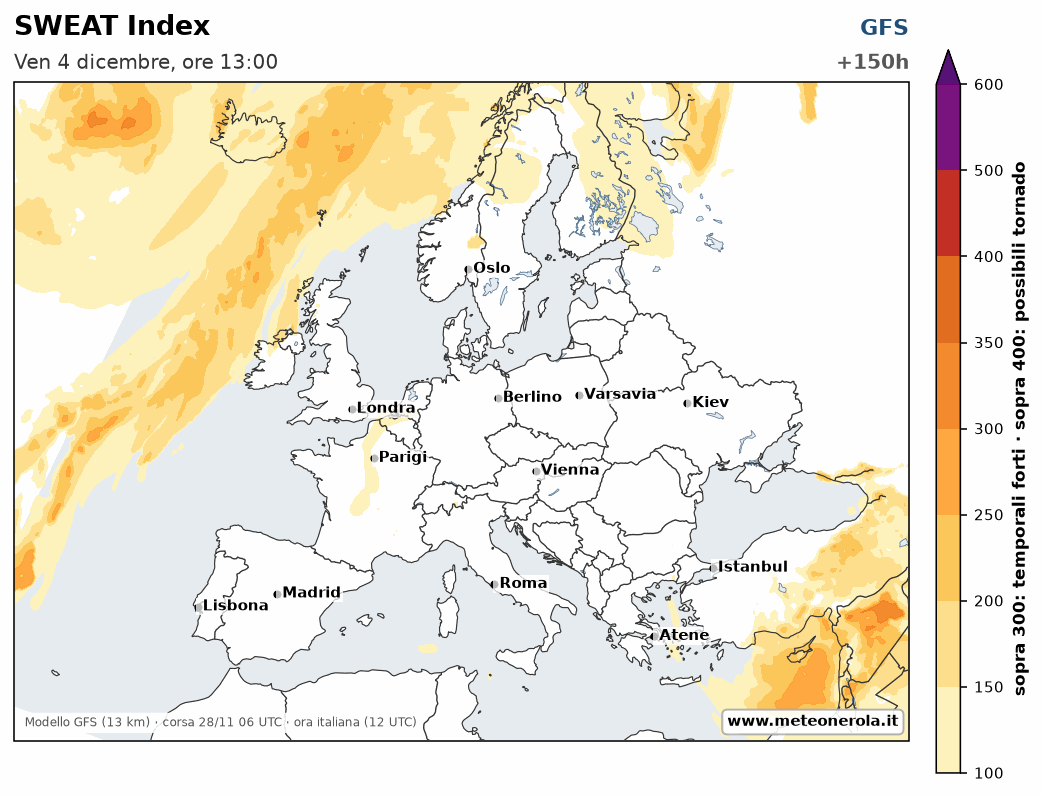 SWEAT Index
GFS
Ven 4 dicembre, ore 13:00
+150h
600
500
400
350
300
250
200
150
100
sopra 300: temporali forti · sopra 400: possibili tornado
Oslo
Berlino
Varsavia
Kiev
Londra
Parigi
Vienna
Istanbul
Roma
Madrid
Lisbona
Atene
Modello GFS (13 km) · corsa 28/11 06 UTC · ora italiana (12 UTC)
www.meteonerola.it